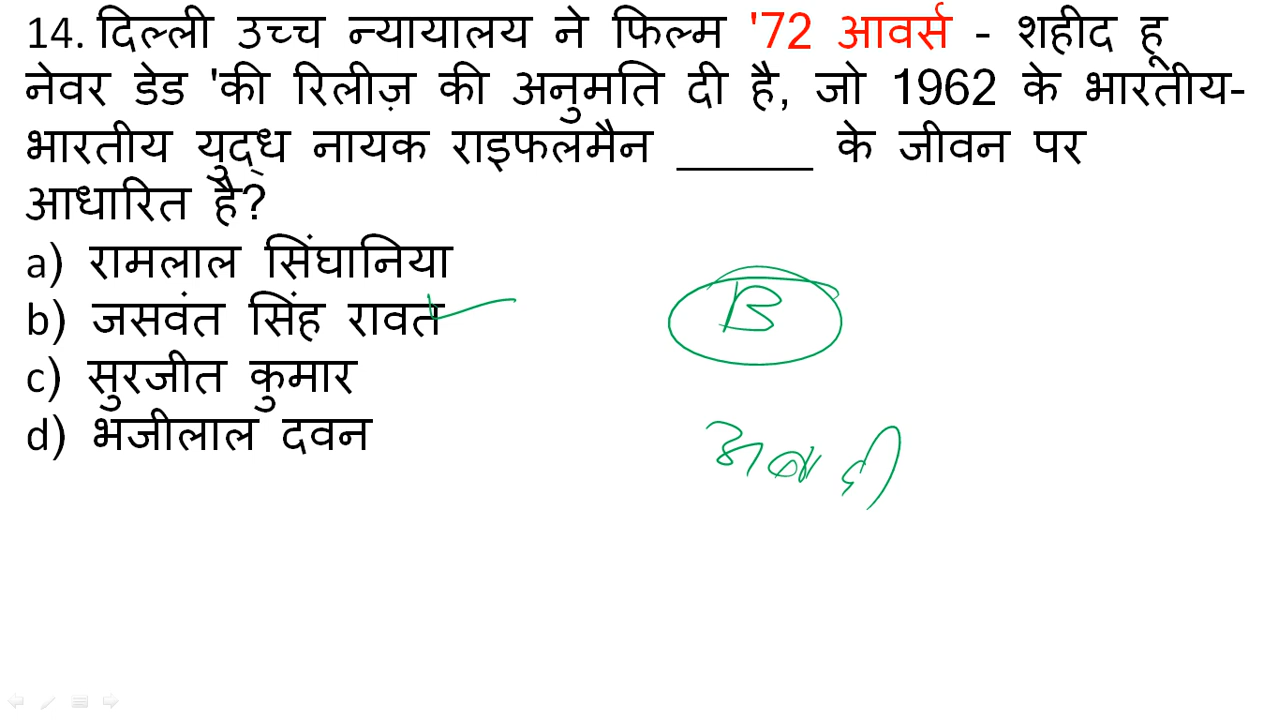 14. दिल्ली उच्च न्यायालय ने फिल्म '72 आवर्स - शहीद हू
नेवर डेड 'की रिलीज़ की अनुमति दी है, जो 1962 के भारतीय-
भारतीय युद्ध नायक राइफलमैन ______ के जीवन पर
आधारित है?
a) रामलाल सिंघानिया
b) जसवंत सिंह रावत
B
c) सुरजीत कुमार
d) भजीलाल दवन